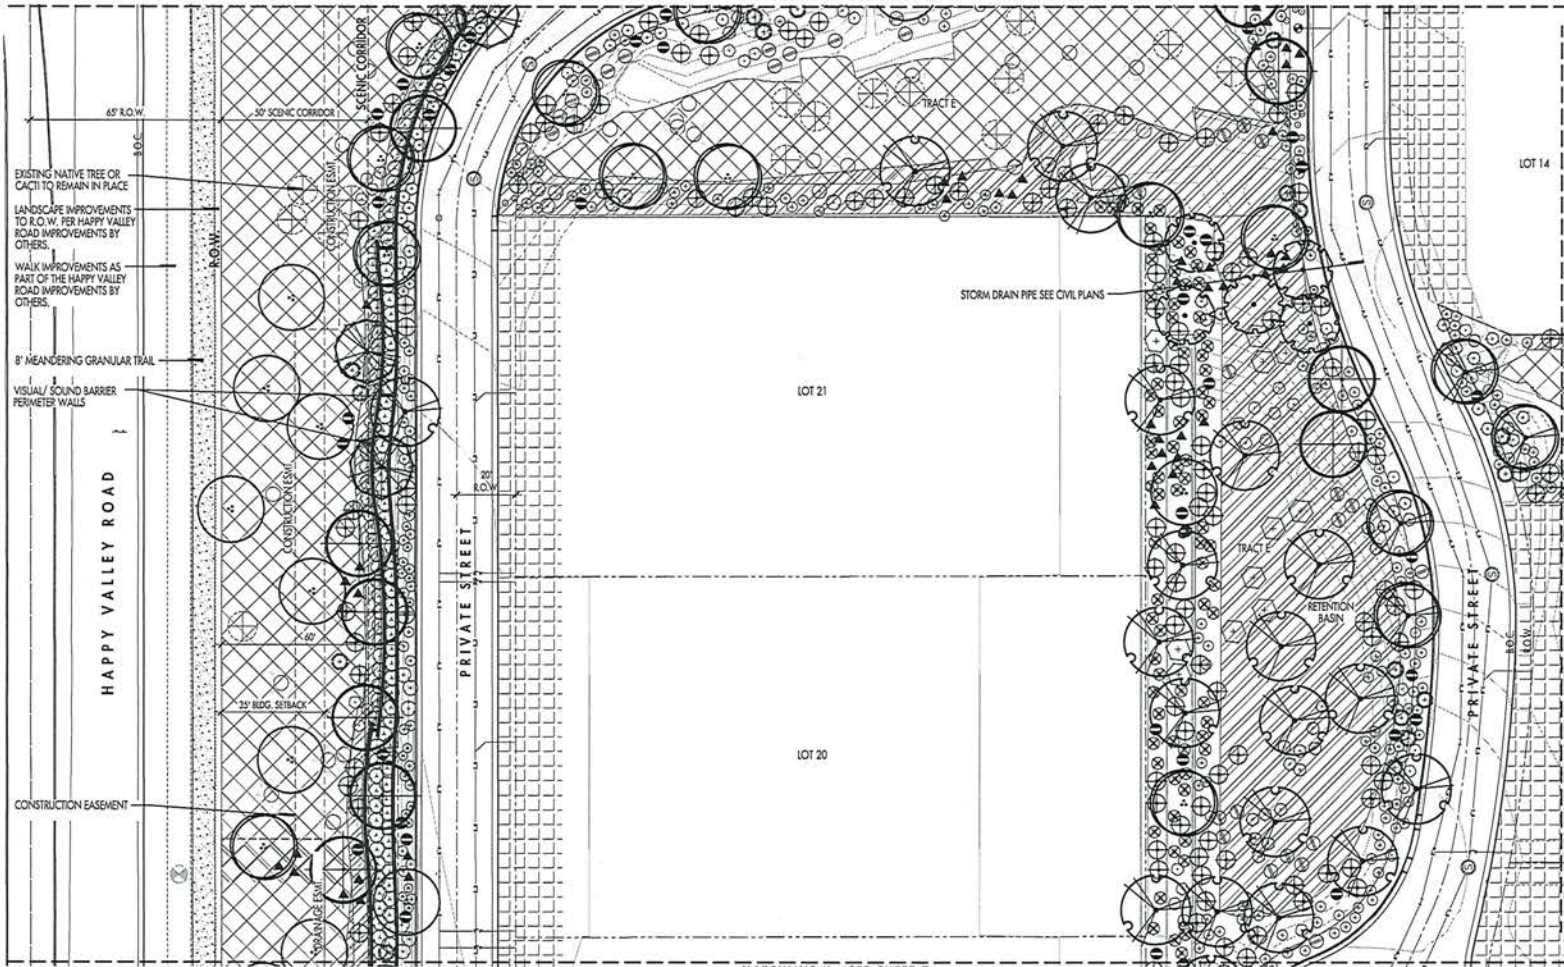 65' R.O.W.
50' SCENIC CORRIDOR
SCENIC CORRIDOR
B.O.C.
EXISTING NATIVE TREE OR
CACTI TO REMAIN IN PLACE
LANDSCAPE IMPROVEMENTS
TO R.O.W. PER HAPPY VALLEY
ROAD IMPROVEMENTS BY
OTHERS.
R.O.W.
CONSTRUCTION ESMT.
WALK IMPROVEMENTS AS
PART OF THE HAPPY VALLEY
ROAD IMPROVEMENTS BY
OTHERS.
8' MEANDERING GRANULAR TRAIL
VISUAL/ SOUND BARRIER
PERIMETER WALLS
HAPPY VALLEY ROAD
CONSTRUCTION ESMT.
60'
35' BLDG. SETBACK
CONSTRUCTION EASEMENT
DRAINAGE ESMT.
20'
R.O.W
PRIVATE STREET
S
S
TRACT E
LOT 14
S
STORM DRAIN PIPE SEE CIVIL PLANS
LOT 21
TRACT E
RETENTION
BASIN
S
PRIVATE STREET
B.O.C
R.O.W.
LOT 20
S